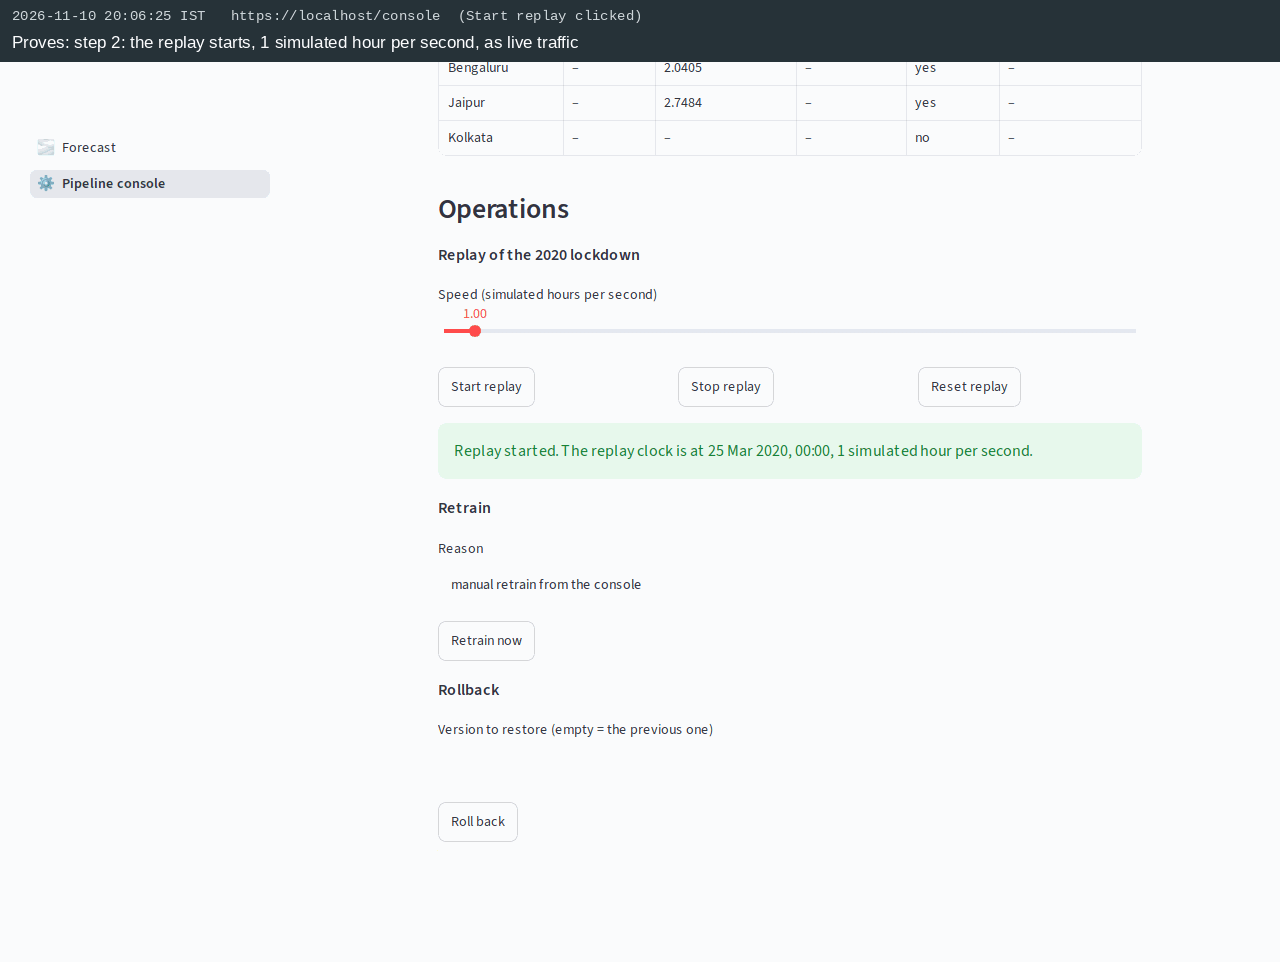 2026-11-10 20:06:25 IST   https://localhost/console  (Start replay clicked)
Proves: step 2: the replay starts, 1 simulated hour per second, as live traffic
Bengaluru – 2.0405 – yes –
Jaipur – 2.7484 – yes –
Kolkata – – – no –
Forecast
Pipeline console
Operations
Replay of the 2020 lockdown
Speed (simulated hours per second)
1.00
Start replay Stop replay Reset replay
Replay started. The replay clock is at 25 Mar 2020, 00:00, 1 simulated hour per second.
Retrain
Reason
manual retrain from the console
Retrain now
Rollback
Version to restore (empty = the previous one)
Roll back